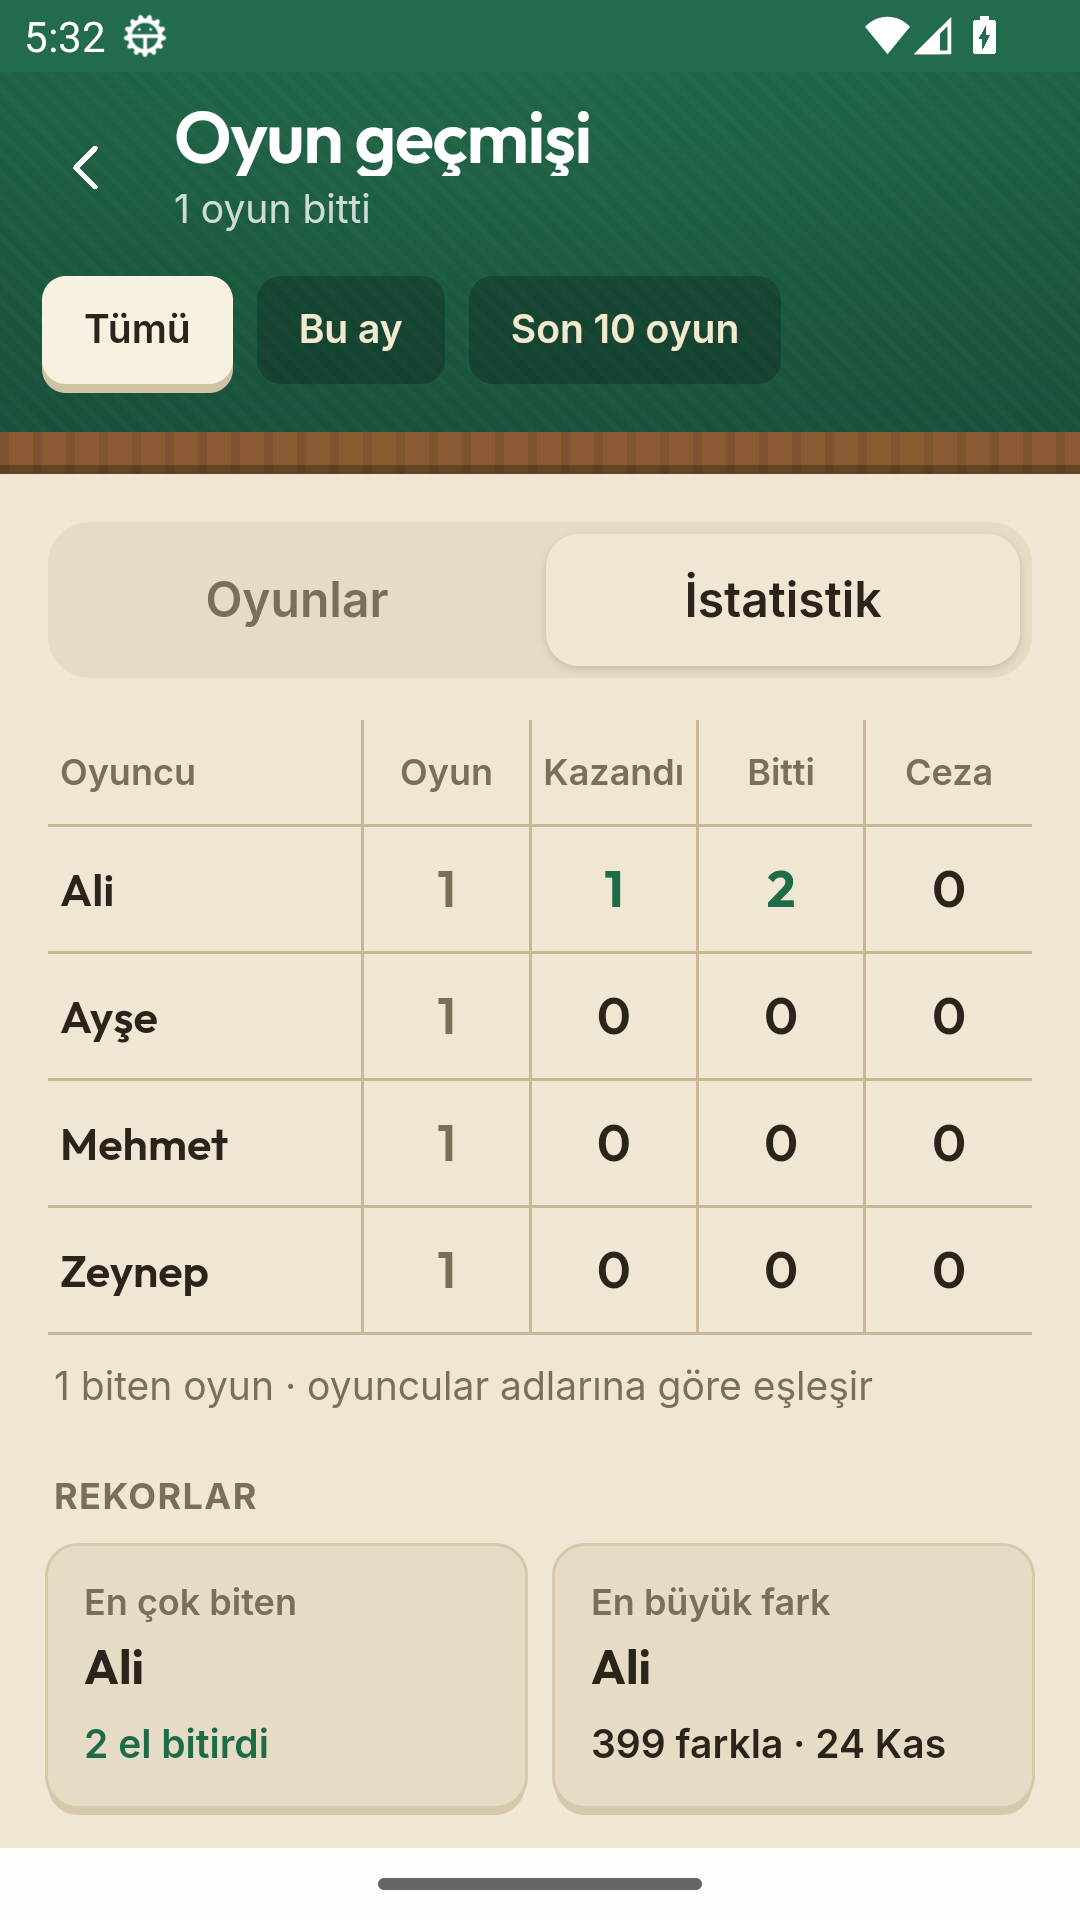 5:32
Oyun geçmişi
1 oyun bitti
Tümü Bu ay Son 10 oyun
Oyunlar İstatistik
Oyuncu Oyun Kazandı Bitti Ceza
Ali 1 1 2 0
Ayşe 1 0 0 0
Mehmet 1 0 0 0
Zeynep 1 0 0 0
1 biten oyun · oyuncular adlarına göre eşleşir
REKORLAR
En çok biten
Ali
2 el bitirdi
En büyük fark
Ali
399 farkla · 24 Kas